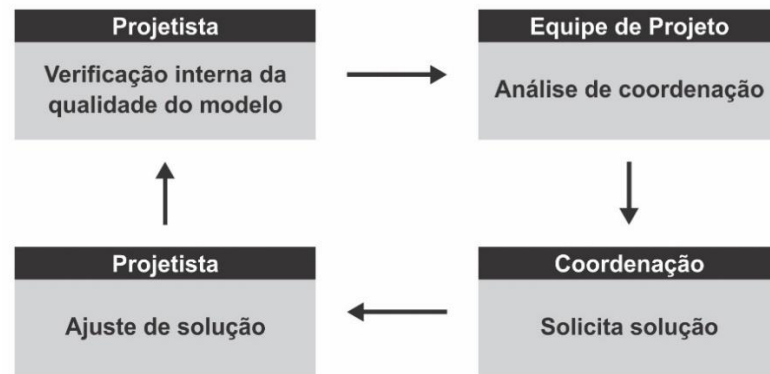 Projetista
Verificação interna da
qualidade do modelo
Equipe de Projeto
Análise de coordenação
Projetista
Ajuste de solução
Coordenação
Solicita solução